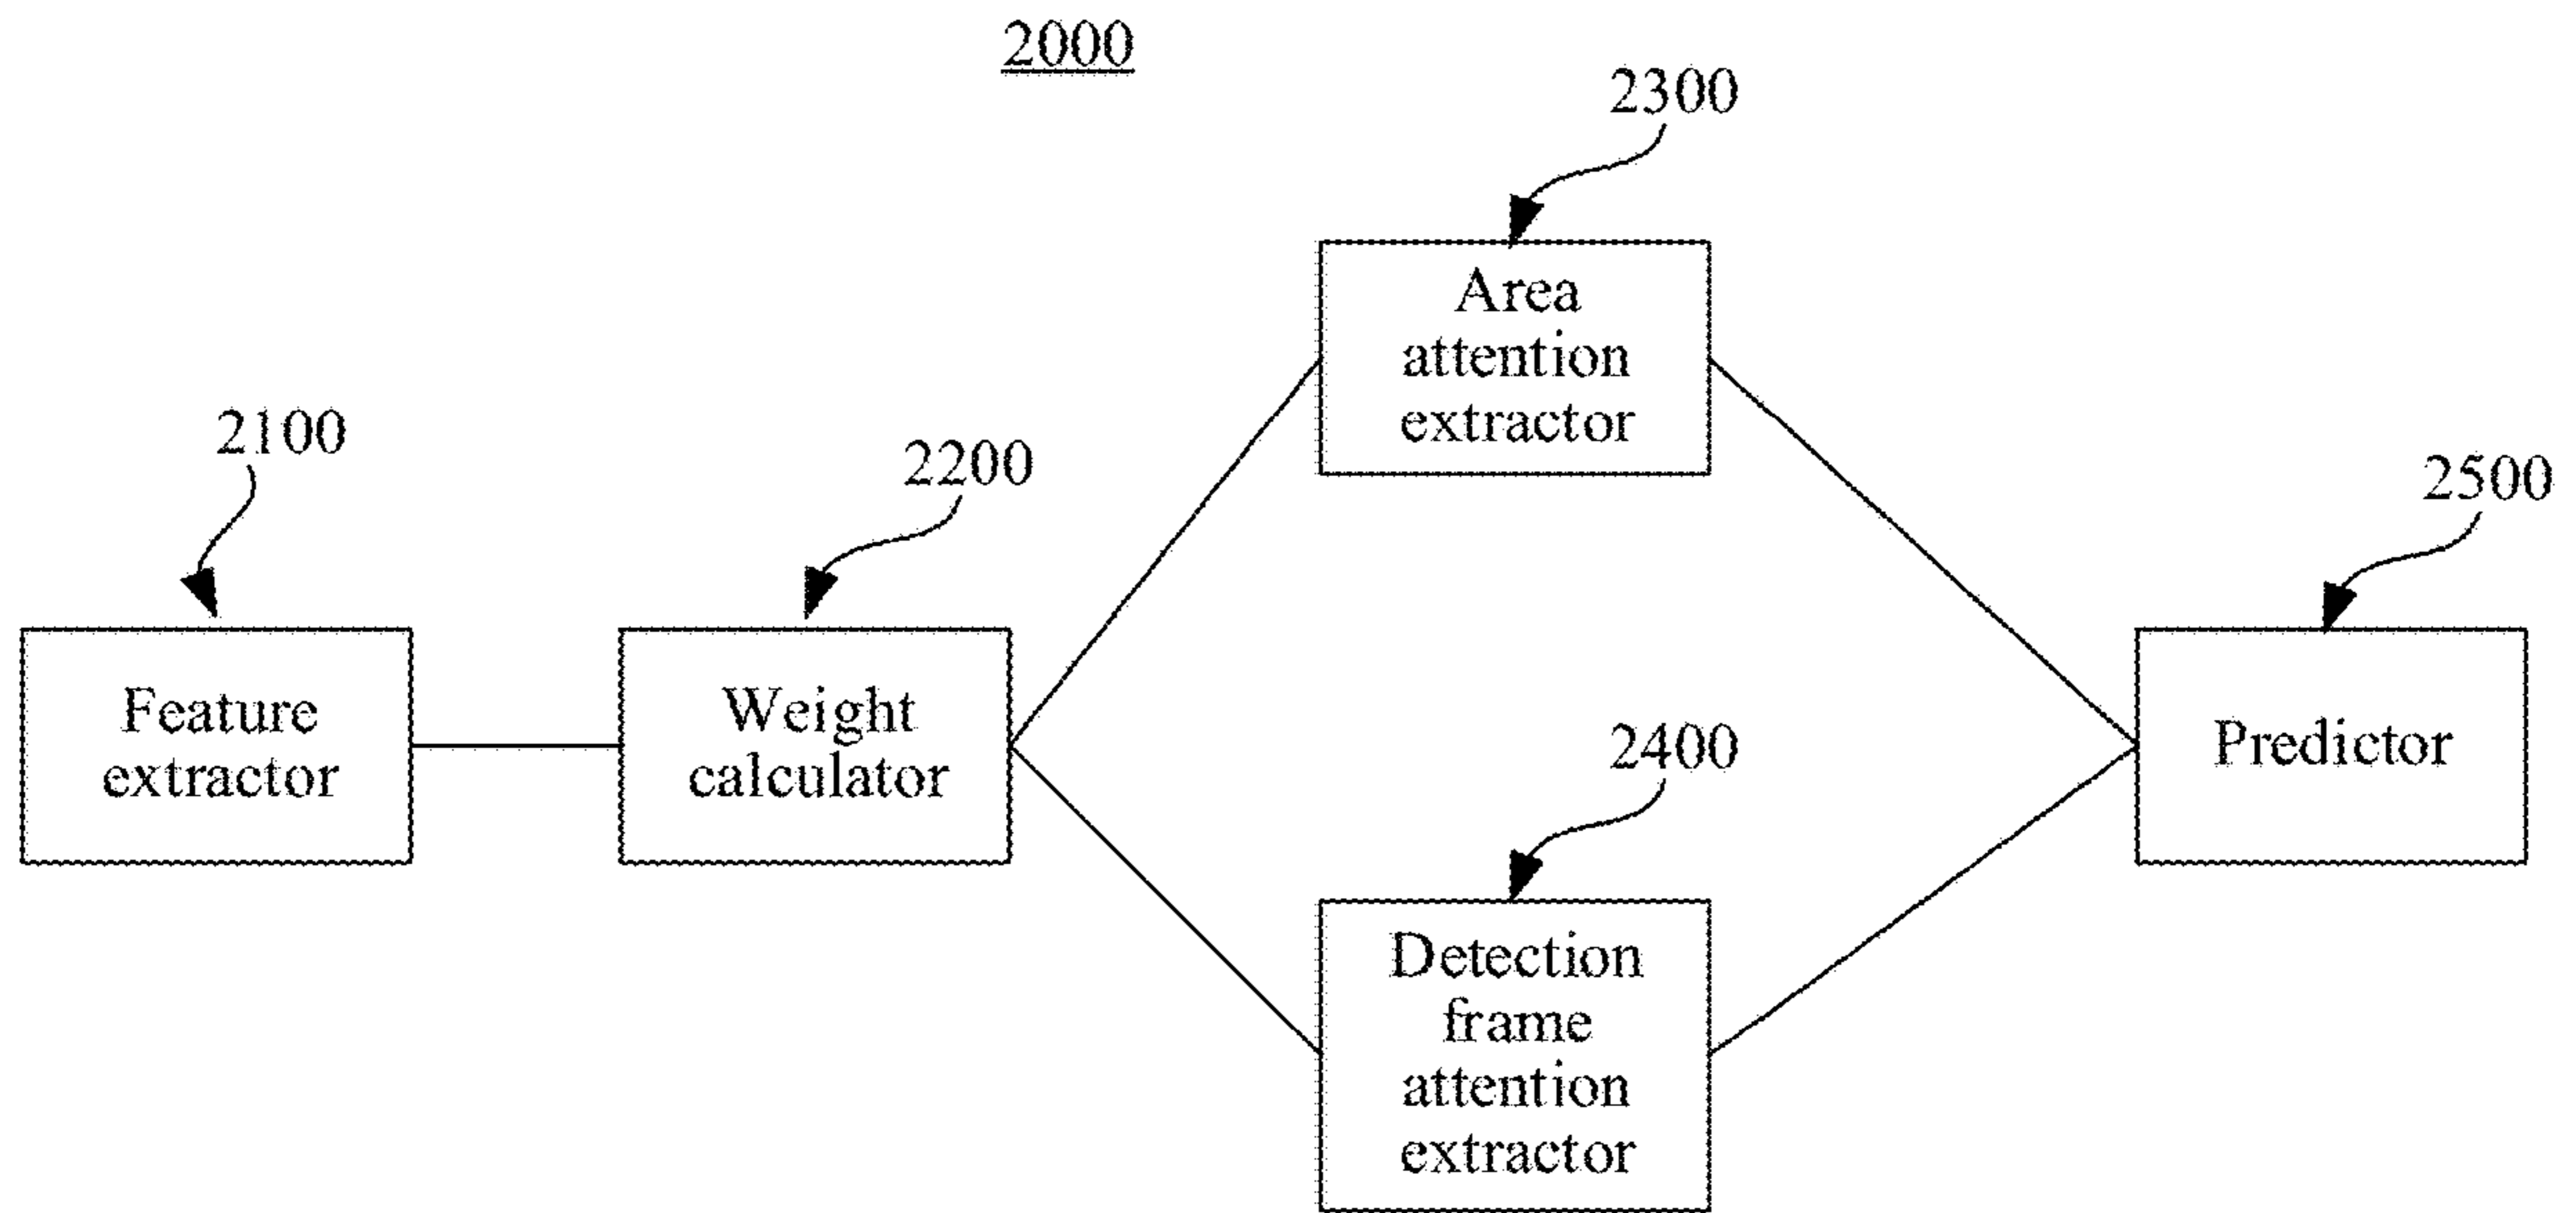 2000
2300
Area
attention
extractor
2100
2200
2500
Feature
extractor
Weight
calculator
Predictor
2400
Detection
frame
attention
extractor